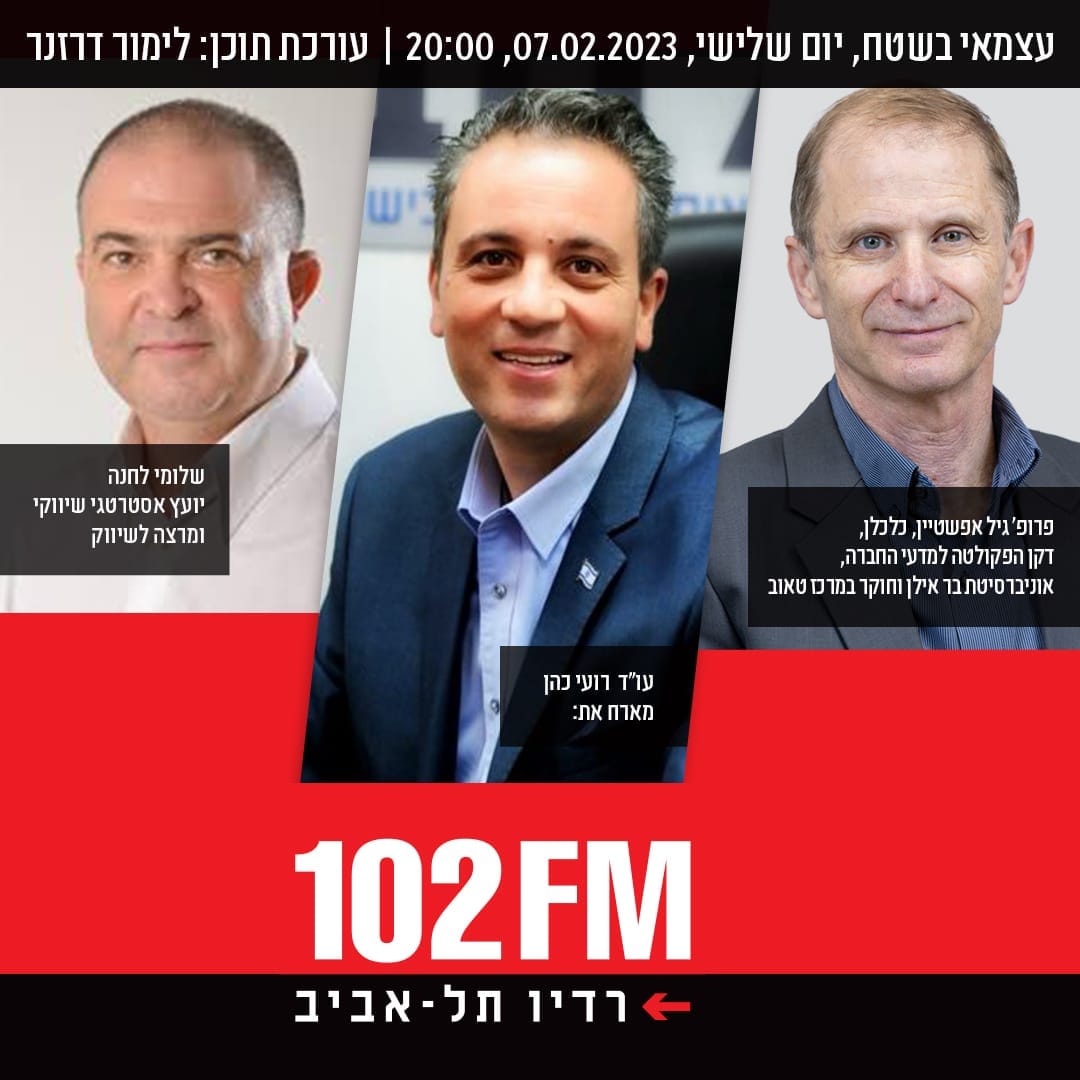 עצמאי בשטח, יום שלישי, 07.02.2023, 20:00 | עורכת תוכן: לימור דרזנר
פרופ' גיל אפשטיין, כלכלן,
דקן הפקולטה למדעי החברה,
אוניברסיטת בר אילן וחוקר במרכז טאוב
עו"ד רועי כהן
מארח את:
שלומי לחנה
יועץ אסטרטגי שיווקי
ומרצה לשיווק
102FM
רדיו תל-אביב